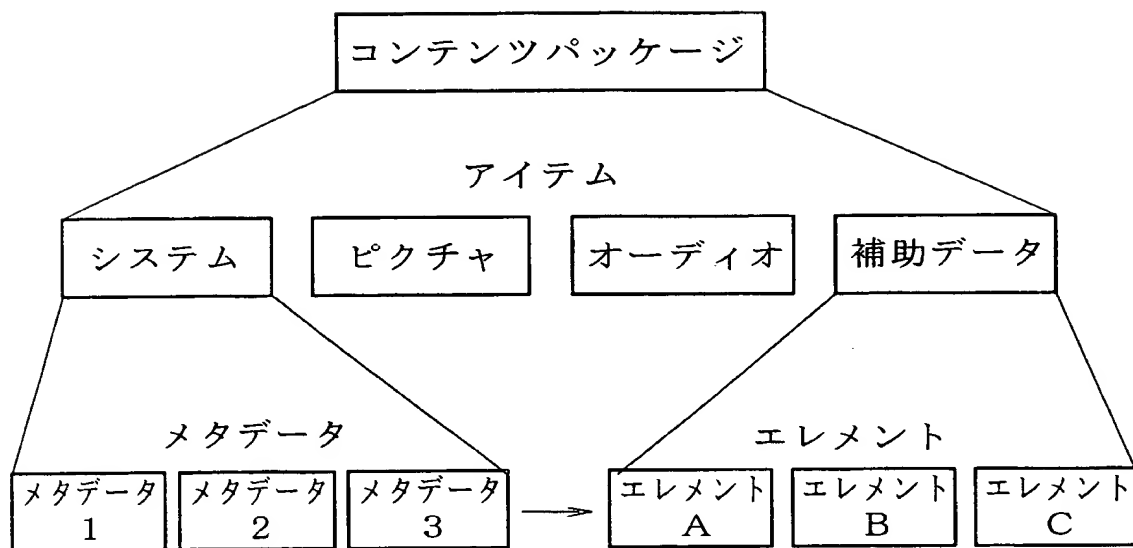 コンテンツパッケージ
アイテム
システム ピクチャ オーディオ 補助データ
メタデータ エレメント
メタデータ メタデータ メタデータ エレメント エレメント エレメント
1 2 3 A B C